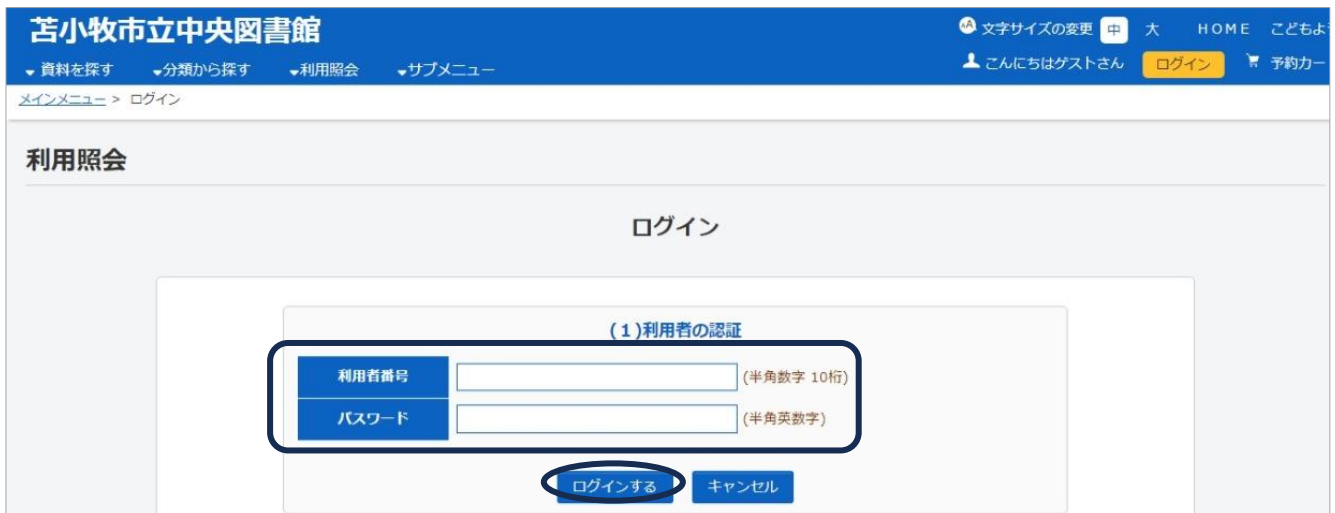 苫小牧市立中央図書館
文字サイズの変更 中 大 HOME こどもよ
資料を探す 分類から探す 利用照会 サブメニュー
こんにちはゲストさん ログイン 予約カー
メインメニュー > ログイン
利用照会
ログイン
(1)利用者の認証
利用者番号 (半角数字 10桁)
パスワード (半角英数字)
ログインする キャンセル